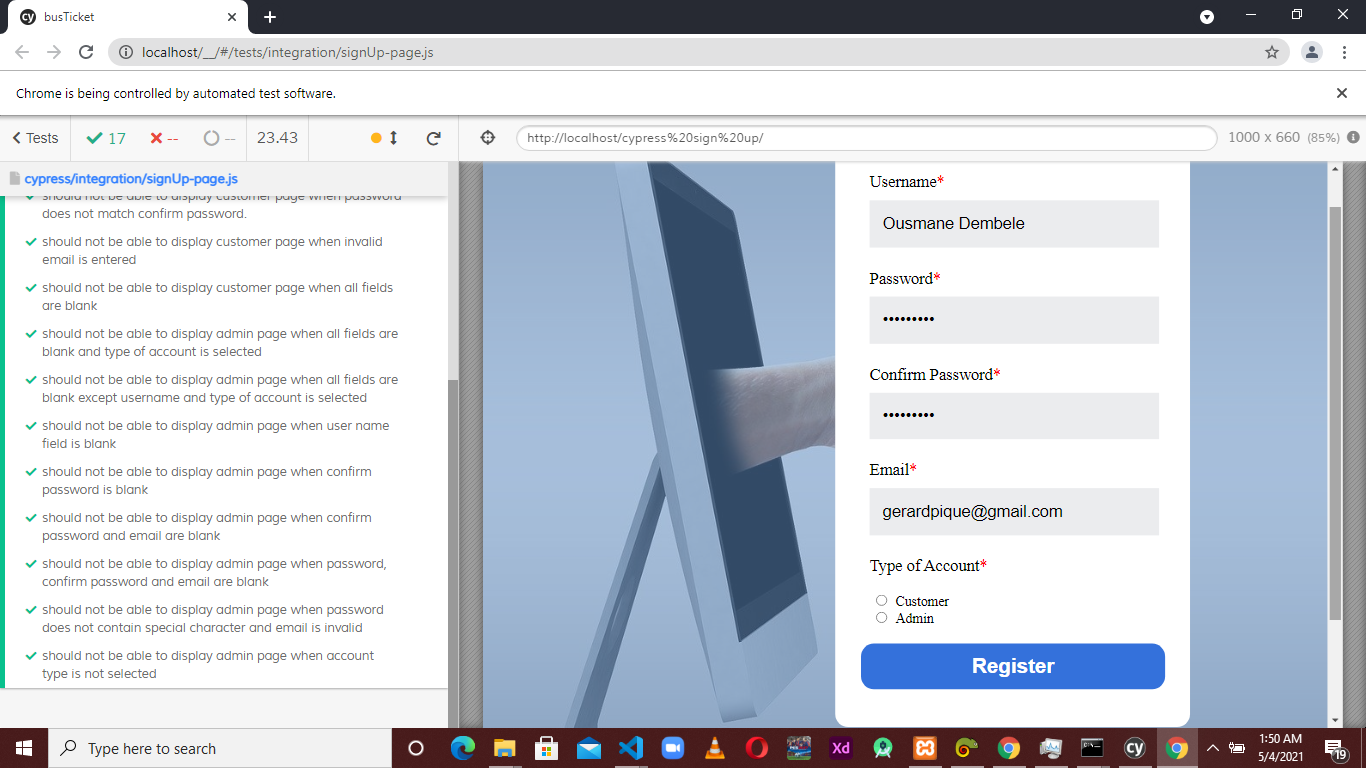 busTicket
localhost/__/#/tests/integration/signUp-page.js
Chrome is being controlled by automated test software.
Tests
17
--
--
23.43
http://localhost/cypress%20sign%20up/
1000 x 660 (85%)
cypress/integration/signUp-page.js
should not be able to display customer page when password
does not match confirm password.
should not be able to display customer page when invalid
email is entered
should not be able to display customer page when all fields
are blank
should not be able to display admin page when all fields are
blank and type of account is selected
should not be able to display admin page when all fields are
blank except username and type of account is selected
should not be able to display admin page when user name
field is blank
should not be able to display admin page when confirm
password is blank
should not be able to display admin page when confirm
password and email are blank
should not be able to display admin page when password,
confirm password and email are blank
should not be able to display admin page when password
does not contain special character and email is invalid
should not be able to display admin page when account
type is not selected
Username*
Ousmane Dembele
Password*
•••••••••
Confirm Password*
•••••••••
Email*
gerardpique@gmail.com
Type of Account*
Customer
Admin
Register
Type here to search
Xd
cy
1:50 AM
5/4/2021
19